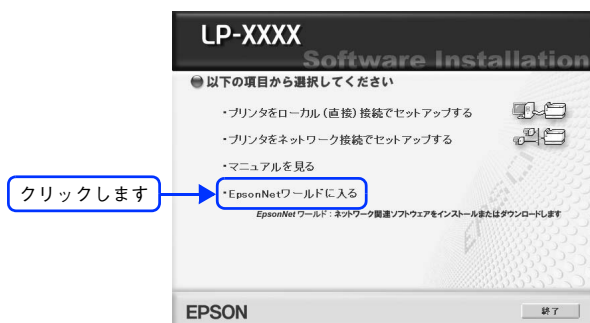 LP-XXXX
Software Installation
以下の項目から選択してください
・プリンタをローカル（直接）接続でセットアップする
・プリンタをネットワーク接続でセットアップする
・マニュアルを見る
クリックします
・EpsonNetワールドに入る
EpsonNet ワールド：ネットワーク関連ソフトウェアをインストールまたはダウンロードします
EPSON
EPSON
終了